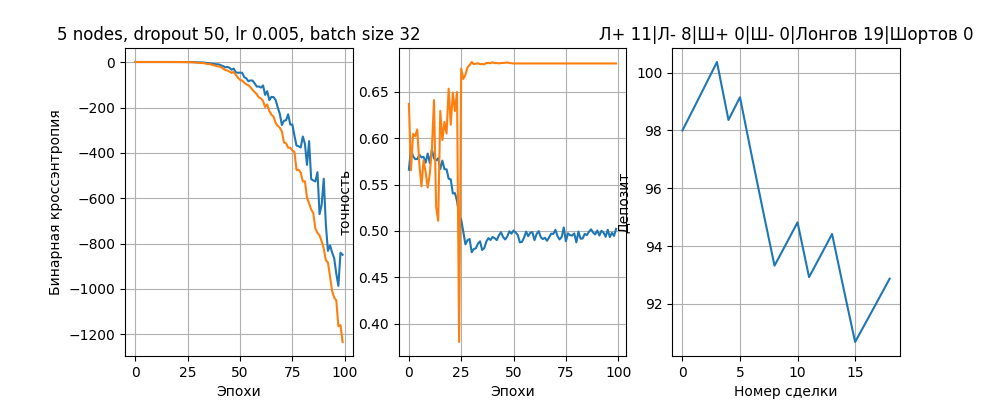 5 nodes, dropout 50, lr 0.005, batch size 32
Л+ 11|Л- 8|Ш+ 0|Ш- 0|Лонгов 19|Шортов 0
Бинарная кроссэнтропия
0
−200
−400
−600
−800
−1000
−1200
0 25 50 75 100
Эпохи
точность
0.65
0.60
0.55
0.50
0.45
0.40
0 25 50 75 100
Эпохи
Депозит
100
98
96
94
92
0 5 10 15
Номер сделки